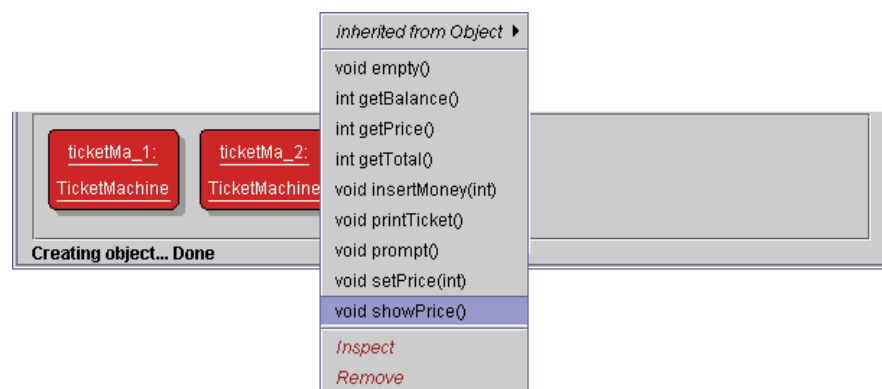 inherited from Object
void empty()
int getBalance()
int getPrice()
int getTotal()
void insertMoney(int)
void printTicket()
void prompt()
void setPrice(int)
void showPrice()
Inspect
Remove
ticketMa_1:
TicketMachine
ticketMa_2:
TicketMachine
Creating object... Done